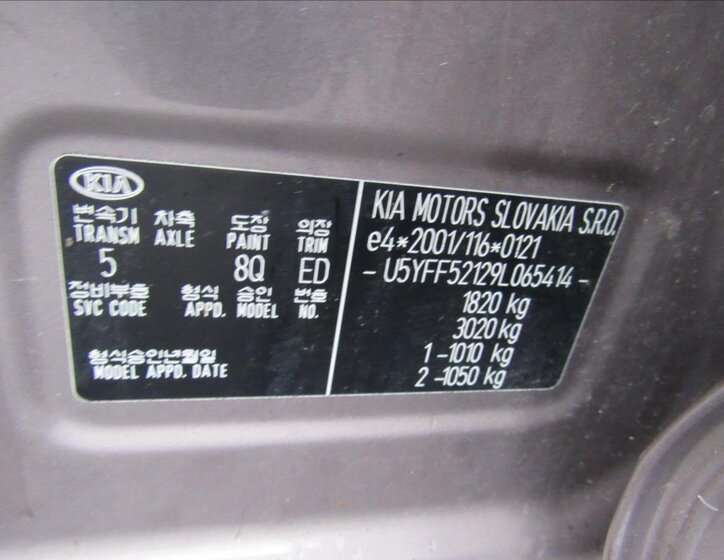 KIA
변속기 차축 도장 의장
TRANSM AXLE PAINT TRIM
5 8Q ED
정비부호 형식 승인 번호
SVC CODE APPD. MODEL NO.
형식승인년월일
MODEL APPD. DATE
KIA MOTORS SLOVAKIA S.R.O.
e4*2001/116*0121
- U5YFF52129L065414 -
1820 kg
3020 kg
1 -1010 kg
2 -1050 kg